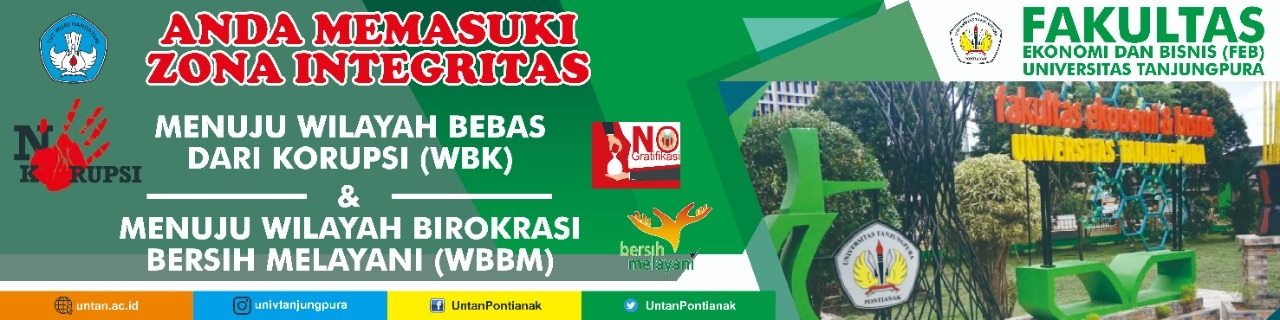 ANDA MEMASUKI
ZONA INTEGRITAS
MENUJU WILAYAH BEBAS
DARI KORUPSI (WBK)
&
MENUJU WILAYAH BIROKRASI
BERSIH MELAYANI (WBBM)
NO
KORUPSI
NO
Gratifikasi
bersih
melayani
FAKULTAS
EKONOMI DAN BISNIS (FEB)
UNIVERSITAS TANJUNGPURA
fakultas ekonomi & bisnis
UNIVERSITAS TANJUNGPURA
UNIVERSITAS TANJUNGPURA
PONTIANAK
untan.ac.id
univtanjungpura
UntanPontianak
UntanPontianak